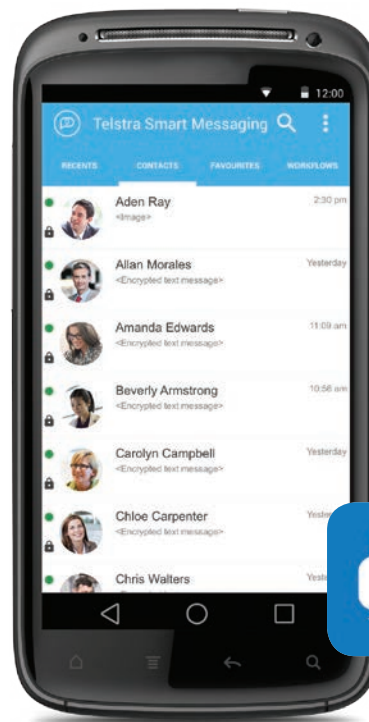 12:00
Telstra Smart Messaging
RECENTS CONTACTS FAVOURITES WORKFLOWS
Aden Ray 2:30 pm
<Image>
Allan Morales Yesterday
<Encrypted text message>
Amanda Edwards 11:09 am
<Encrypted text message>
Beverly Armstrong 10:56 am
<Encrypted text message>
Carolyn Campbell Yesterday
<Encrypted text message>
Chloe Carpenter
<Encrypted text message>
Chris Walters